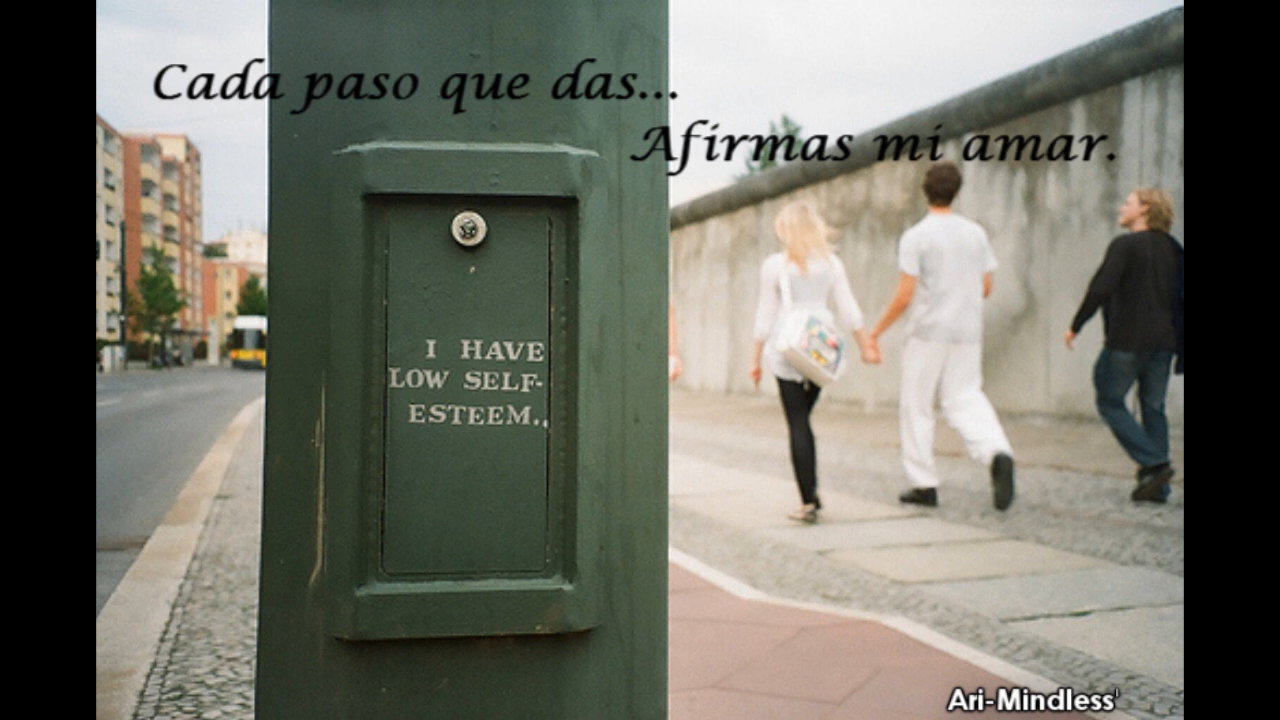 Cada paso que das...
Afirmas mi amar.
I HAVE
LOW SELF-
ESTEEM..
Ari-Mindless'